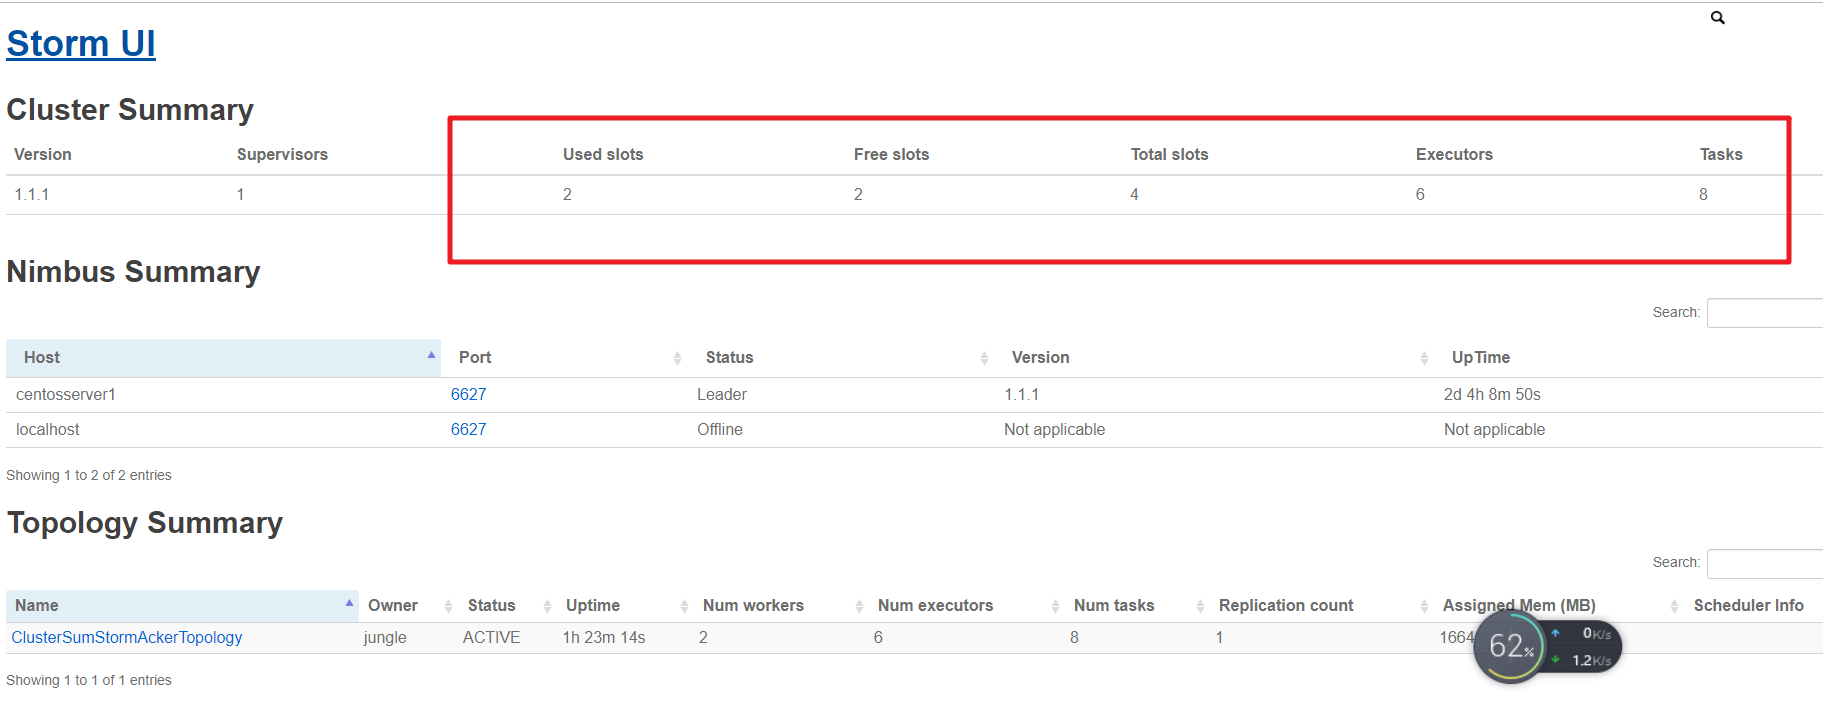 Storm UI
Cluster Summary
Version Supervisors Used slots Free slots Total slots Executors Tasks
1.1.1 1 2 2 4 6 8
Nimbus Summary
Search:
Host Port Status Version UpTime
centosserver1 6627 Leader 1.1.1 2d 4h 8m 50s
localhost 6627 Offline Not applicable Not applicable
Showing 1 to 2 of 2 entries
Topology Summary
Search:
Name Owner Status Uptime Num workers Num executors Num tasks Replication count Assigned Mem (MB) Scheduler Info
ClusterSumStormAckerTopology jungle ACTIVE 1h 23m 14s 2 6 8 1 1664
62% 0K/s
1.2K/s
Showing 1 to 1 of 1 entries